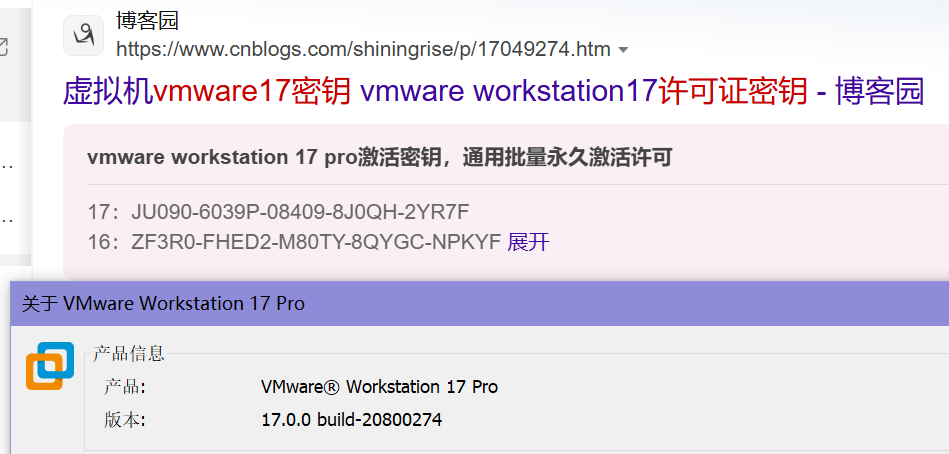 博客园
https://www.cnblogs.com/shiningrise/p/17049274.htm
虚拟机vmware17密钥 vmware workstation17许可证密钥 - 博客园
vmware workstation 17 pro激活密钥，通用批量永久激活许可
17：JU090-6039P-08409-8J0QH-2YR7F
16：ZF3R0-FHED2-M80TY-8QYGC-NPKYF 展开
关于 VMware Workstation 17 Pro
产品信息
产品: VMware® Workstation 17 Pro
版本: 17.0.0 build-20800274